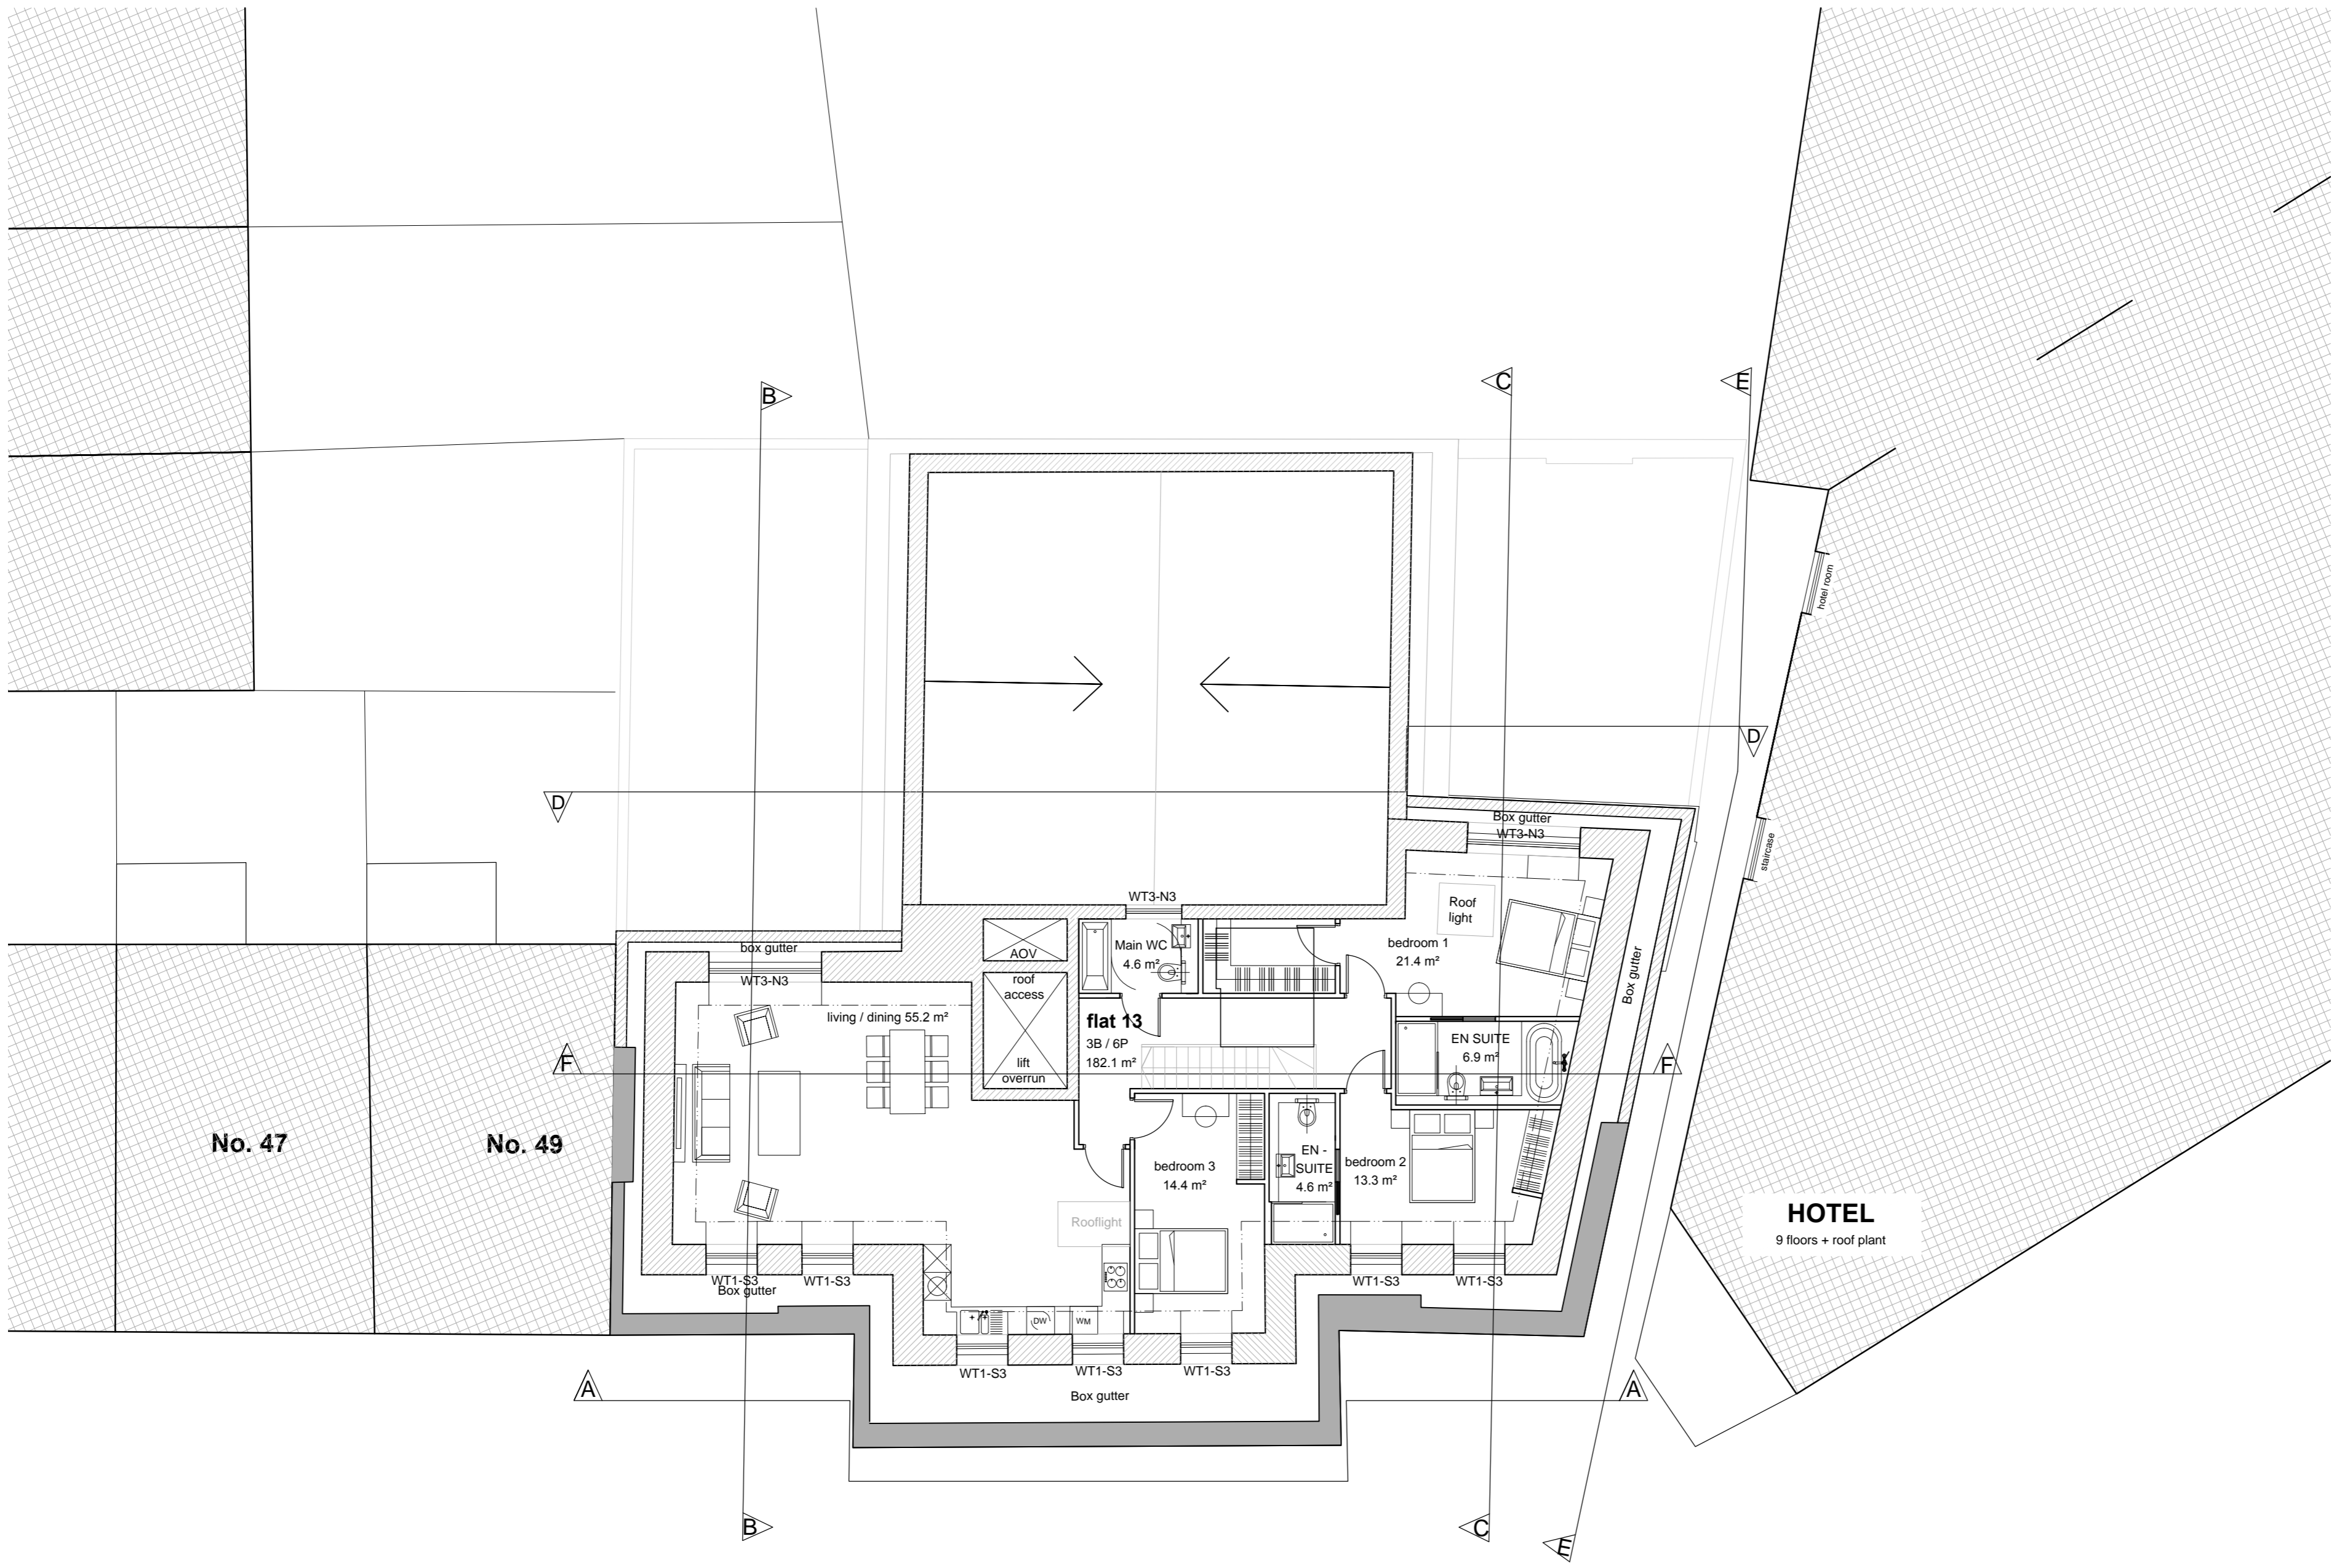 B
C
E
hotel room
D
D
staircase
Box gutter
WT3-N3
WT3-N3
Roof
light
box gutter
WT3-N3
AOV
Main WC
4.6 m²
bedroom 1
21.4 m²
Box gutter
roof
access
lift
overrun
living / dining 55.2 m²
flat 13
3B / 6P
182.1 m²
EN SUITE
6.9 m²
F
F
No. 47
No. 49
bedroom 3
14.4 m²
EN -
SUITE
4.6 m²
bedroom 2
13.3 m²
Rooflight
HOTEL
9 floors + roof plant
WT1-S3
Box gutter
WT1-S3
WT1-S3
WT1-S3
DW
WM
WT1-S3
WT1-S3
WT1-S3
A
Box gutter
A
B
C
E